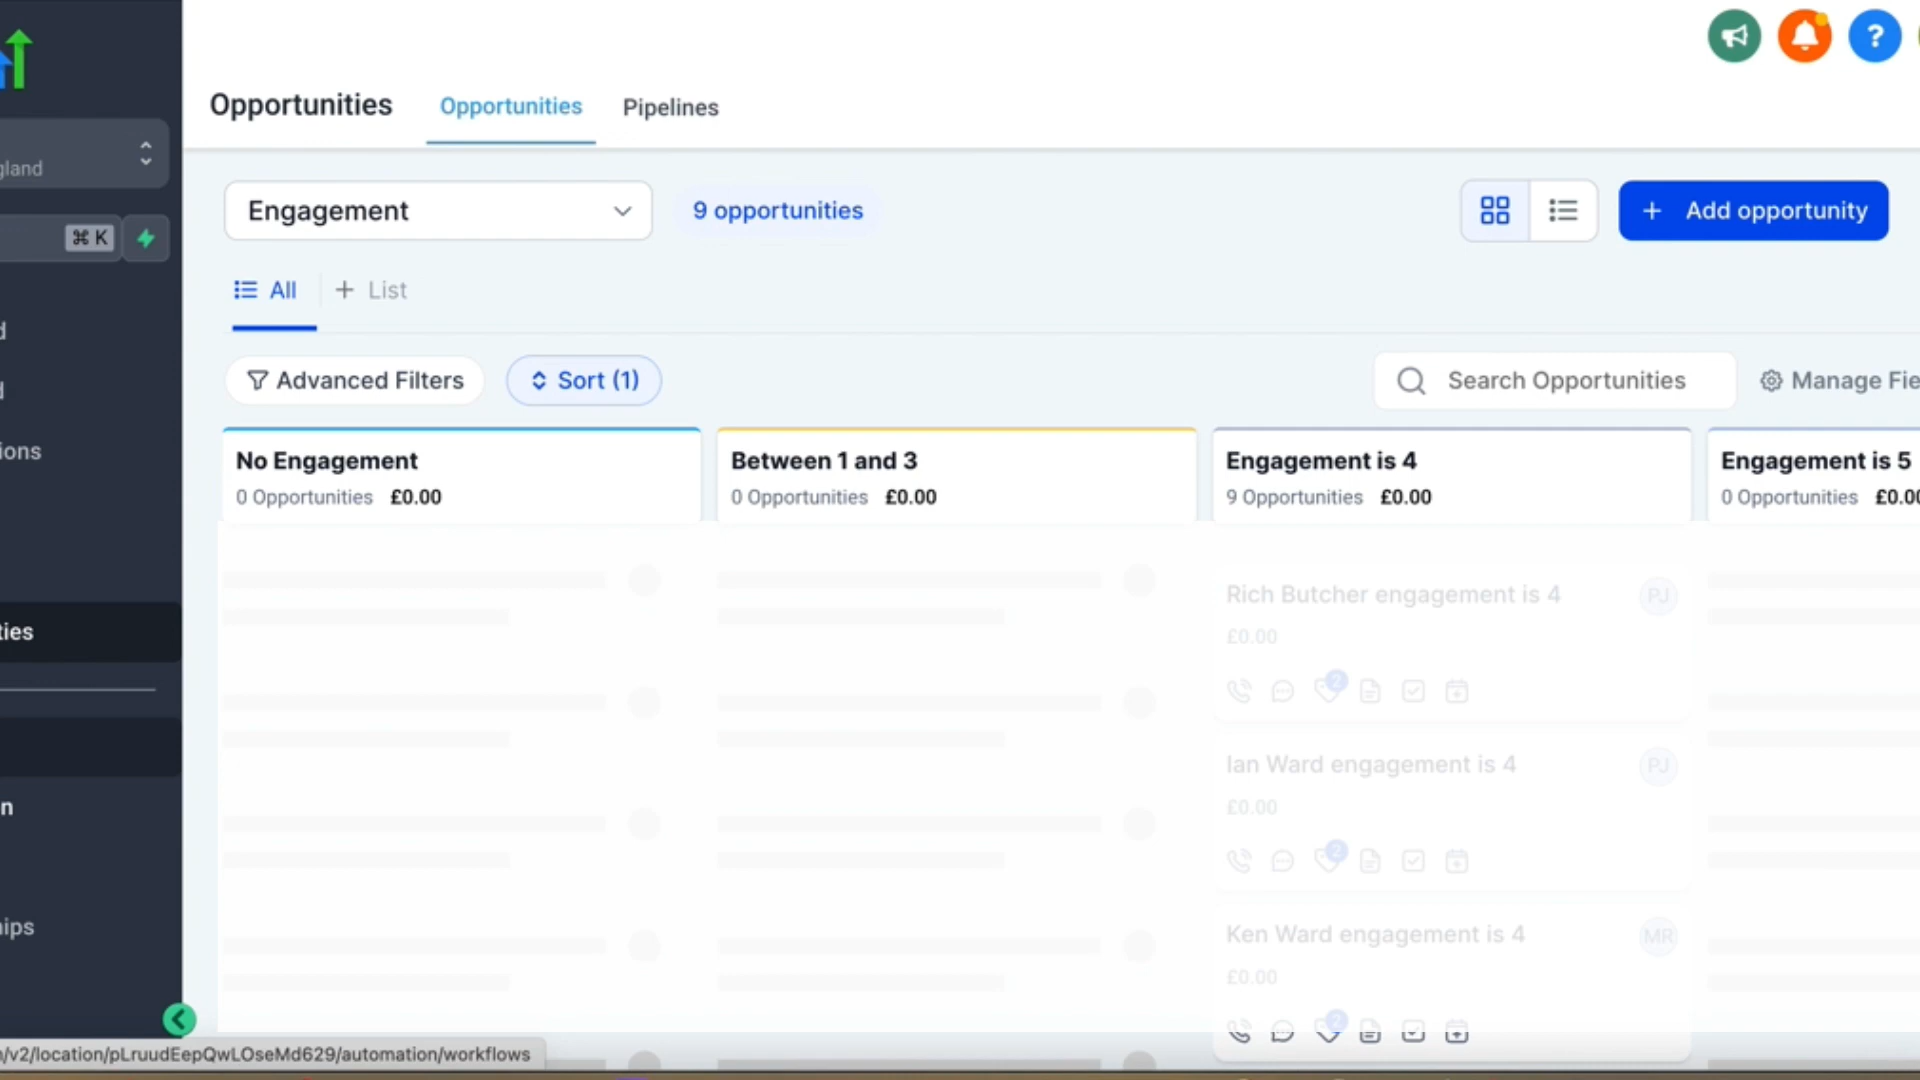 gland
⌘ K
d
d
ions
ties
n
hips
Opportunities
Opportunities
Pipelines
Engagement
9 opportunities
+ Add opportunity
All
+ List
Advanced Filters
Sort (1)
Search Opportunities
Manage Fie
No Engagement
0 Opportunities £0.00
Between 1 and 3
0 Opportunities £0.00
Engagement is 4
9 Opportunities £0.00
Rich Butcher engagement is 4
PJ
£0.00
2
Ian Ward engagement is 4
PJ
£0.00
2
Ken Ward engagement is 4
MR
£0.00
2
Engagement is 5
0 Opportunities £0.00
?
/v2/location/pLruudEepQwLOseMd629/automation/workflows